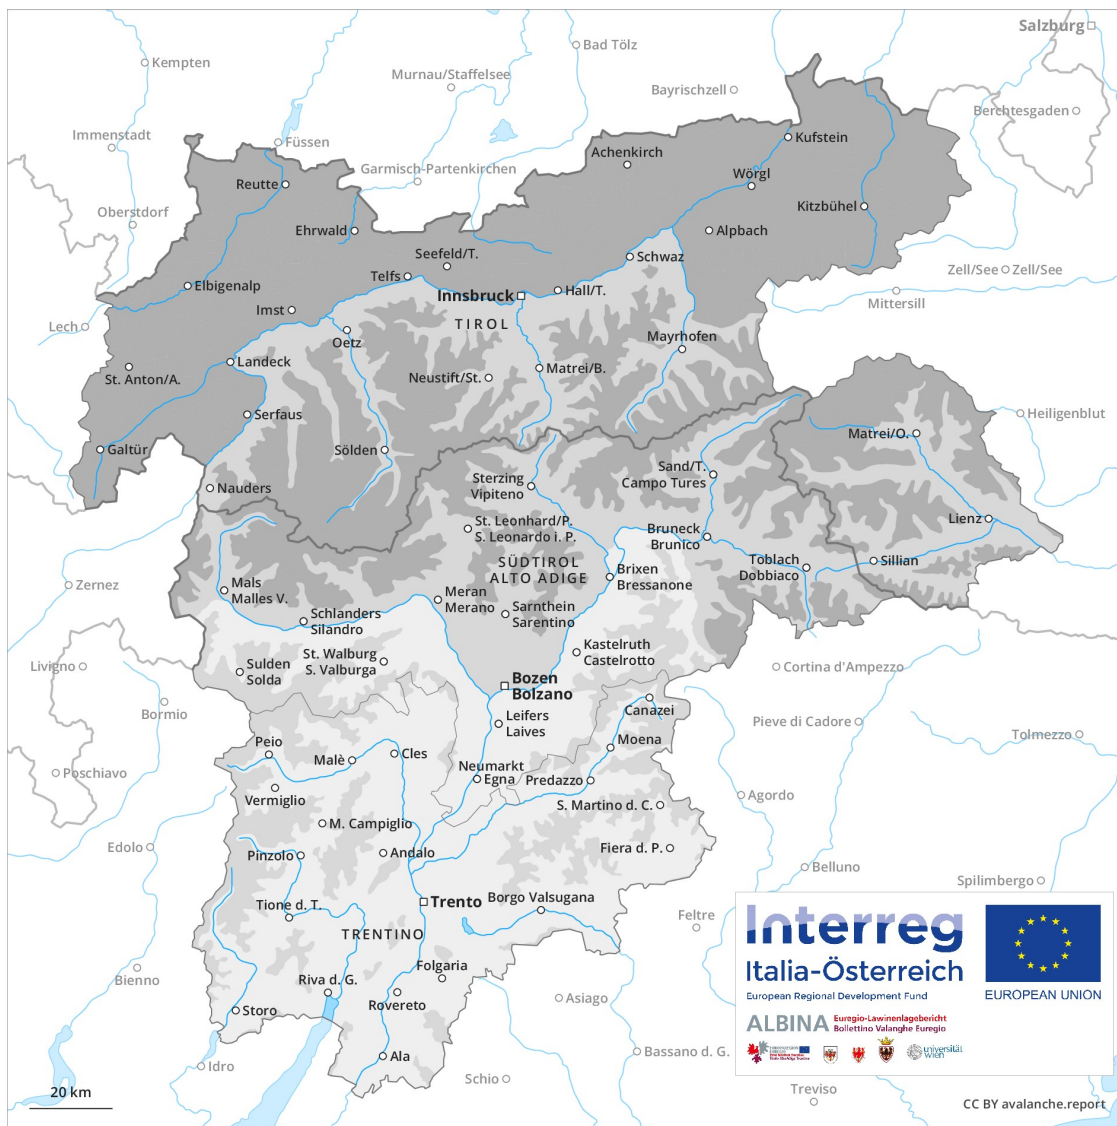 Salzburg
Bad Tölz
Kempten
Murnau/Staffelsee
Bayrischzell
Berchtesgaden
Immenstadt
Füssen
Kufstein
Achenkirch
Garmisch-Partenkirchen
Wörgl
Reutte
Kitzbühel
Oberstdorf
Ehrwald
Alpbach
Seefeld/T.
Schwaz
Telfs
Zell/See
Zell/See
Elbigenalp
Innsbruck
Hall/T.
Mittersill
Imst
TIROL
Lech
Oetz
Mayrhofen
Landeck
Matrei/B.
St. Anton/A.
Neustift/St.
Serfaus
Heiligenblut
Matrei/O.
Galtür
Sölden
Sand/T.
Campo Tures
Sterzing
Vipiteno
Nauders
Lienz
St. Leonhard/P.
S. Leonardo i. P.
Bruneck
Brunico
SÜDTIROL
ALTO ADIGE
Toblach
Dobbiaco
Sillian
Brixen
Bressanone
Zernez
Mals
Malles V.
Meran
Merano
Sarnthein
Sarentino
Schlanders
Silandro
Kastelruth
Castelrotto
St. Walburg
S. Valburga
Livigno
Sulden
Solda
Cortina d'Ampezzo
Bozen
Bolzano
Bormio
Canazei
Leifers
Laives
Pieve di Cadore
Tolmezzo
Peio
Moena
Cles
Malè
Poschiavo
Neumarkt
Egna
Predazzo
Vermiglio
Agordo
S. Martino d. C.
M. Campiglio
Edolo
Pinzolo
Andalo
Fiera d. P.
Belluno
Spilimbergo
Trento
Borgo Valsugana
Tione d. T.
Feltre
TRENTINO
Interreg
Italia-Österreich
European Regional Development Fund
EUROPEAN UNION
Folgaria
Bienno
Riva d. G.
Rovereto
Asiago
Storo
ALBINA
Euregio-Lawinenlagebericht
Bollettino Valanghe Euregio
universität
wien
Ala
Bassano d. G.
Idro
Schio
Treviso
20 km
CC BY avalanche.report